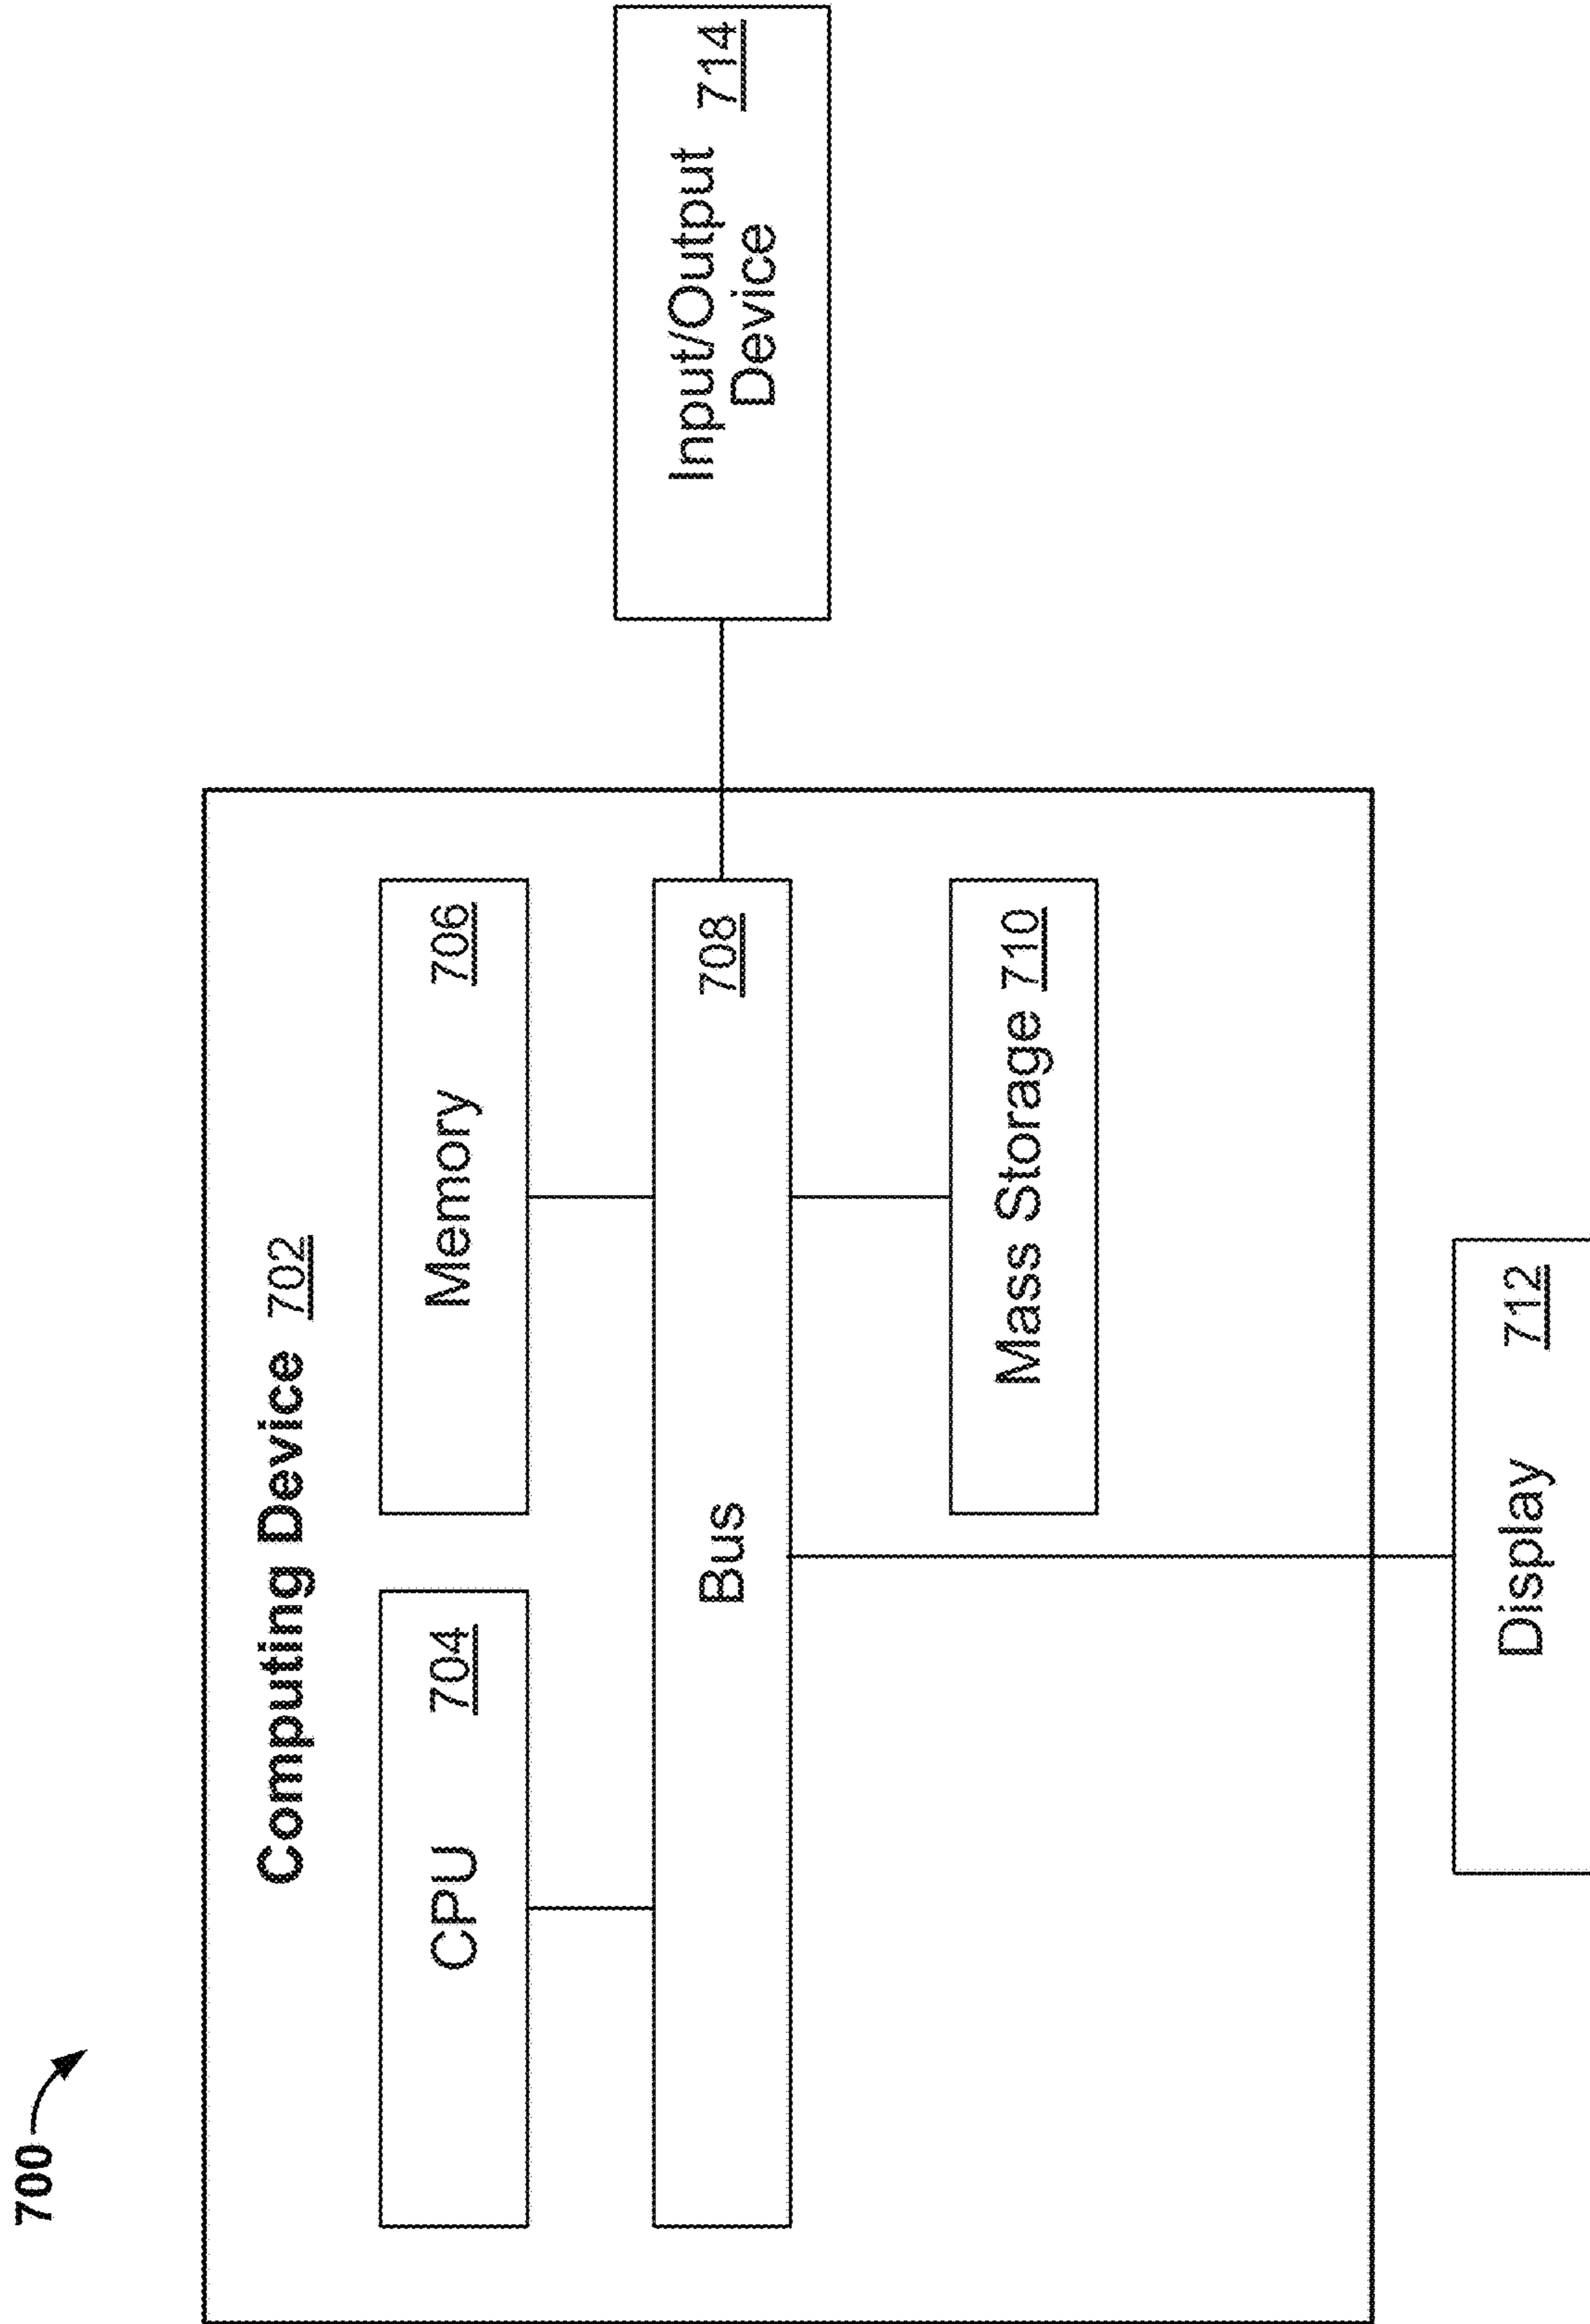 700
Computing Device 702
CPU 704
Memory 706
Bus 708
Input/Output 714
Device
Mass Storage 710
Display 712